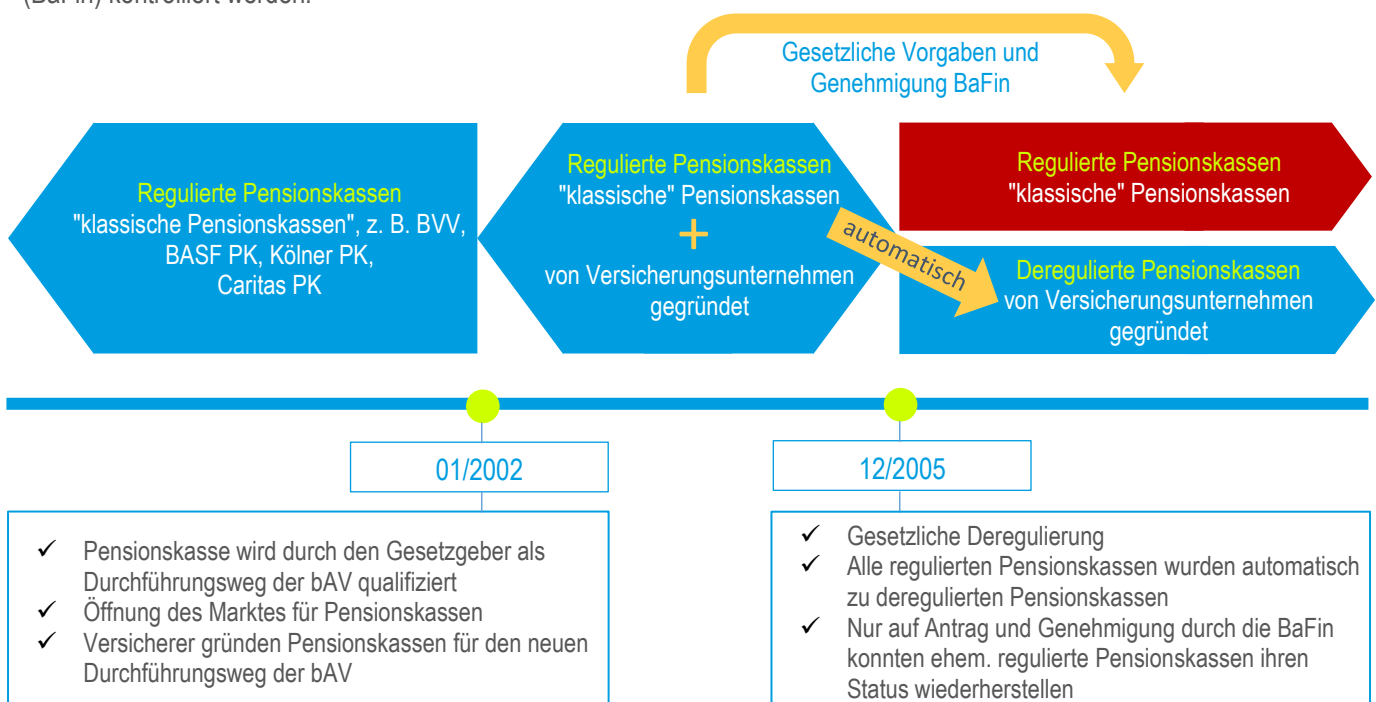 (BaFin) kontrolliert werden.
Gesetzliche Vorgaben und
Genehmigung BaFin
Regulierte Pensionskassen
"klassische Pensionskassen", z. B. BVV,
BASF PK, Kölner PK,
Caritas PK
Regulierte Pensionskassen
"klassische" Pensionskassen
+
von Versicherungsunternehmen
gegründet
automatisch
Regulierte Pensionskassen
"klassische" Pensionskassen
Deregulierte Pensionskassen
von Versicherungsunternehmen
gegründet
01/2002
✓ Pensionskasse wird durch den Gesetzgeber als
Durchführungsweg der bAV qualifiziert
✓ Öffnung des Marktes für Pensionskassen
✓ Versicherer gründen Pensionskassen für den neuen
Durchführungsweg der bAV
12/2005
✓ Gesetzliche Deregulierung
✓ Alle regulierten Pensionskassen wurden automatisch
zu deregulierten Pensionskassen
✓ Nur auf Antrag und Genehmigung durch die BaFin
konnten ehem. regulierte Pensionskassen ihren
Status wiederherstellen